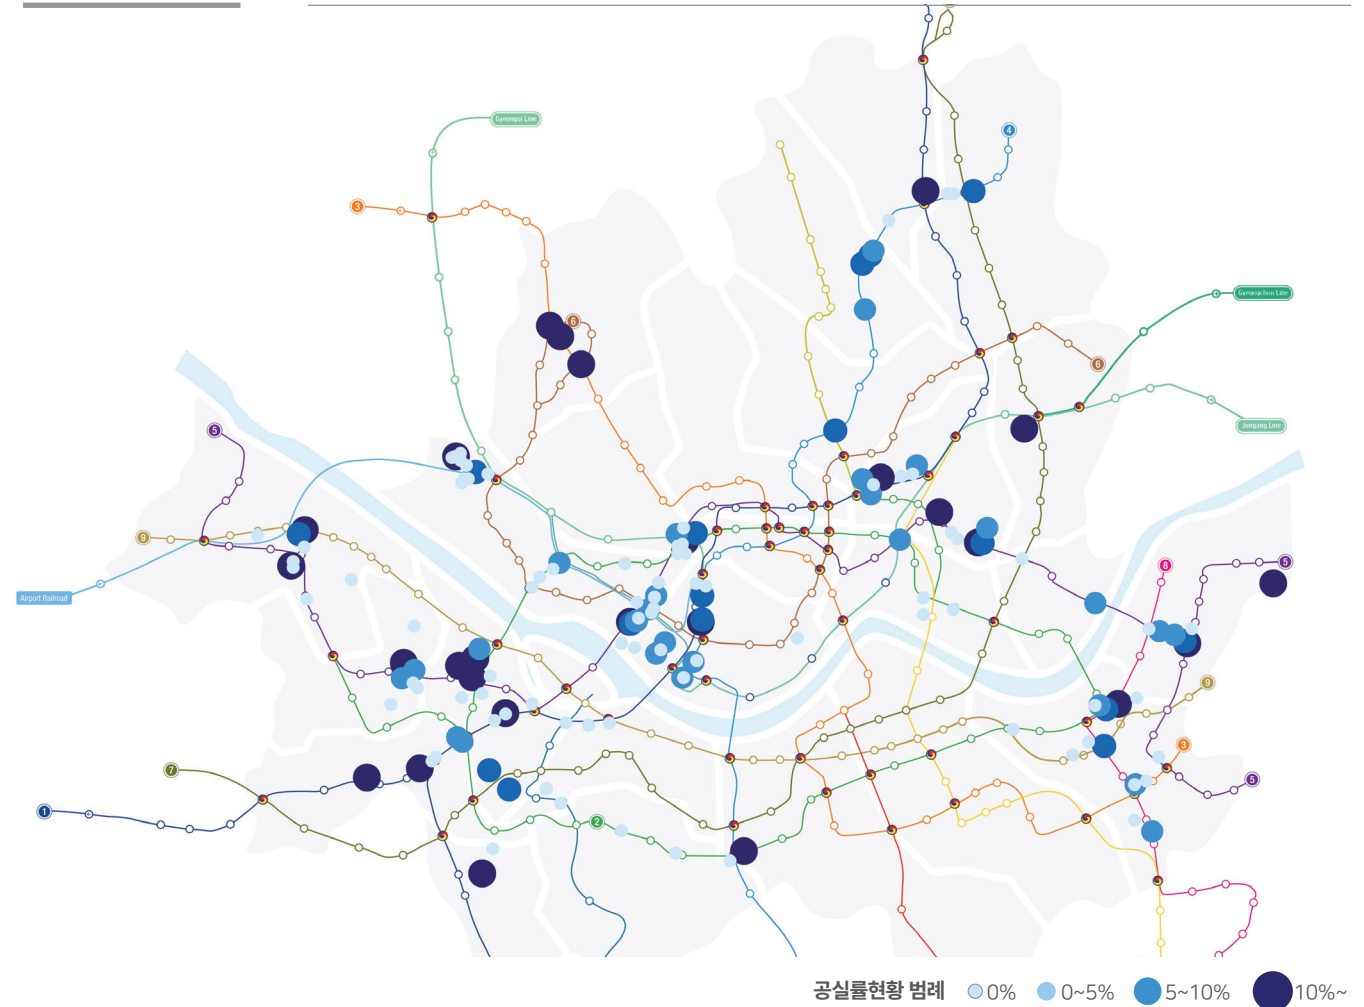 Gyeongui Line
4
3
Gyeongchun Line
6
6
5
Jungang Line
9
5
8
Airport Railroad
9
3
7
5
1
2
공실률현황 범례 0% 0~5% 5~10% 10%~